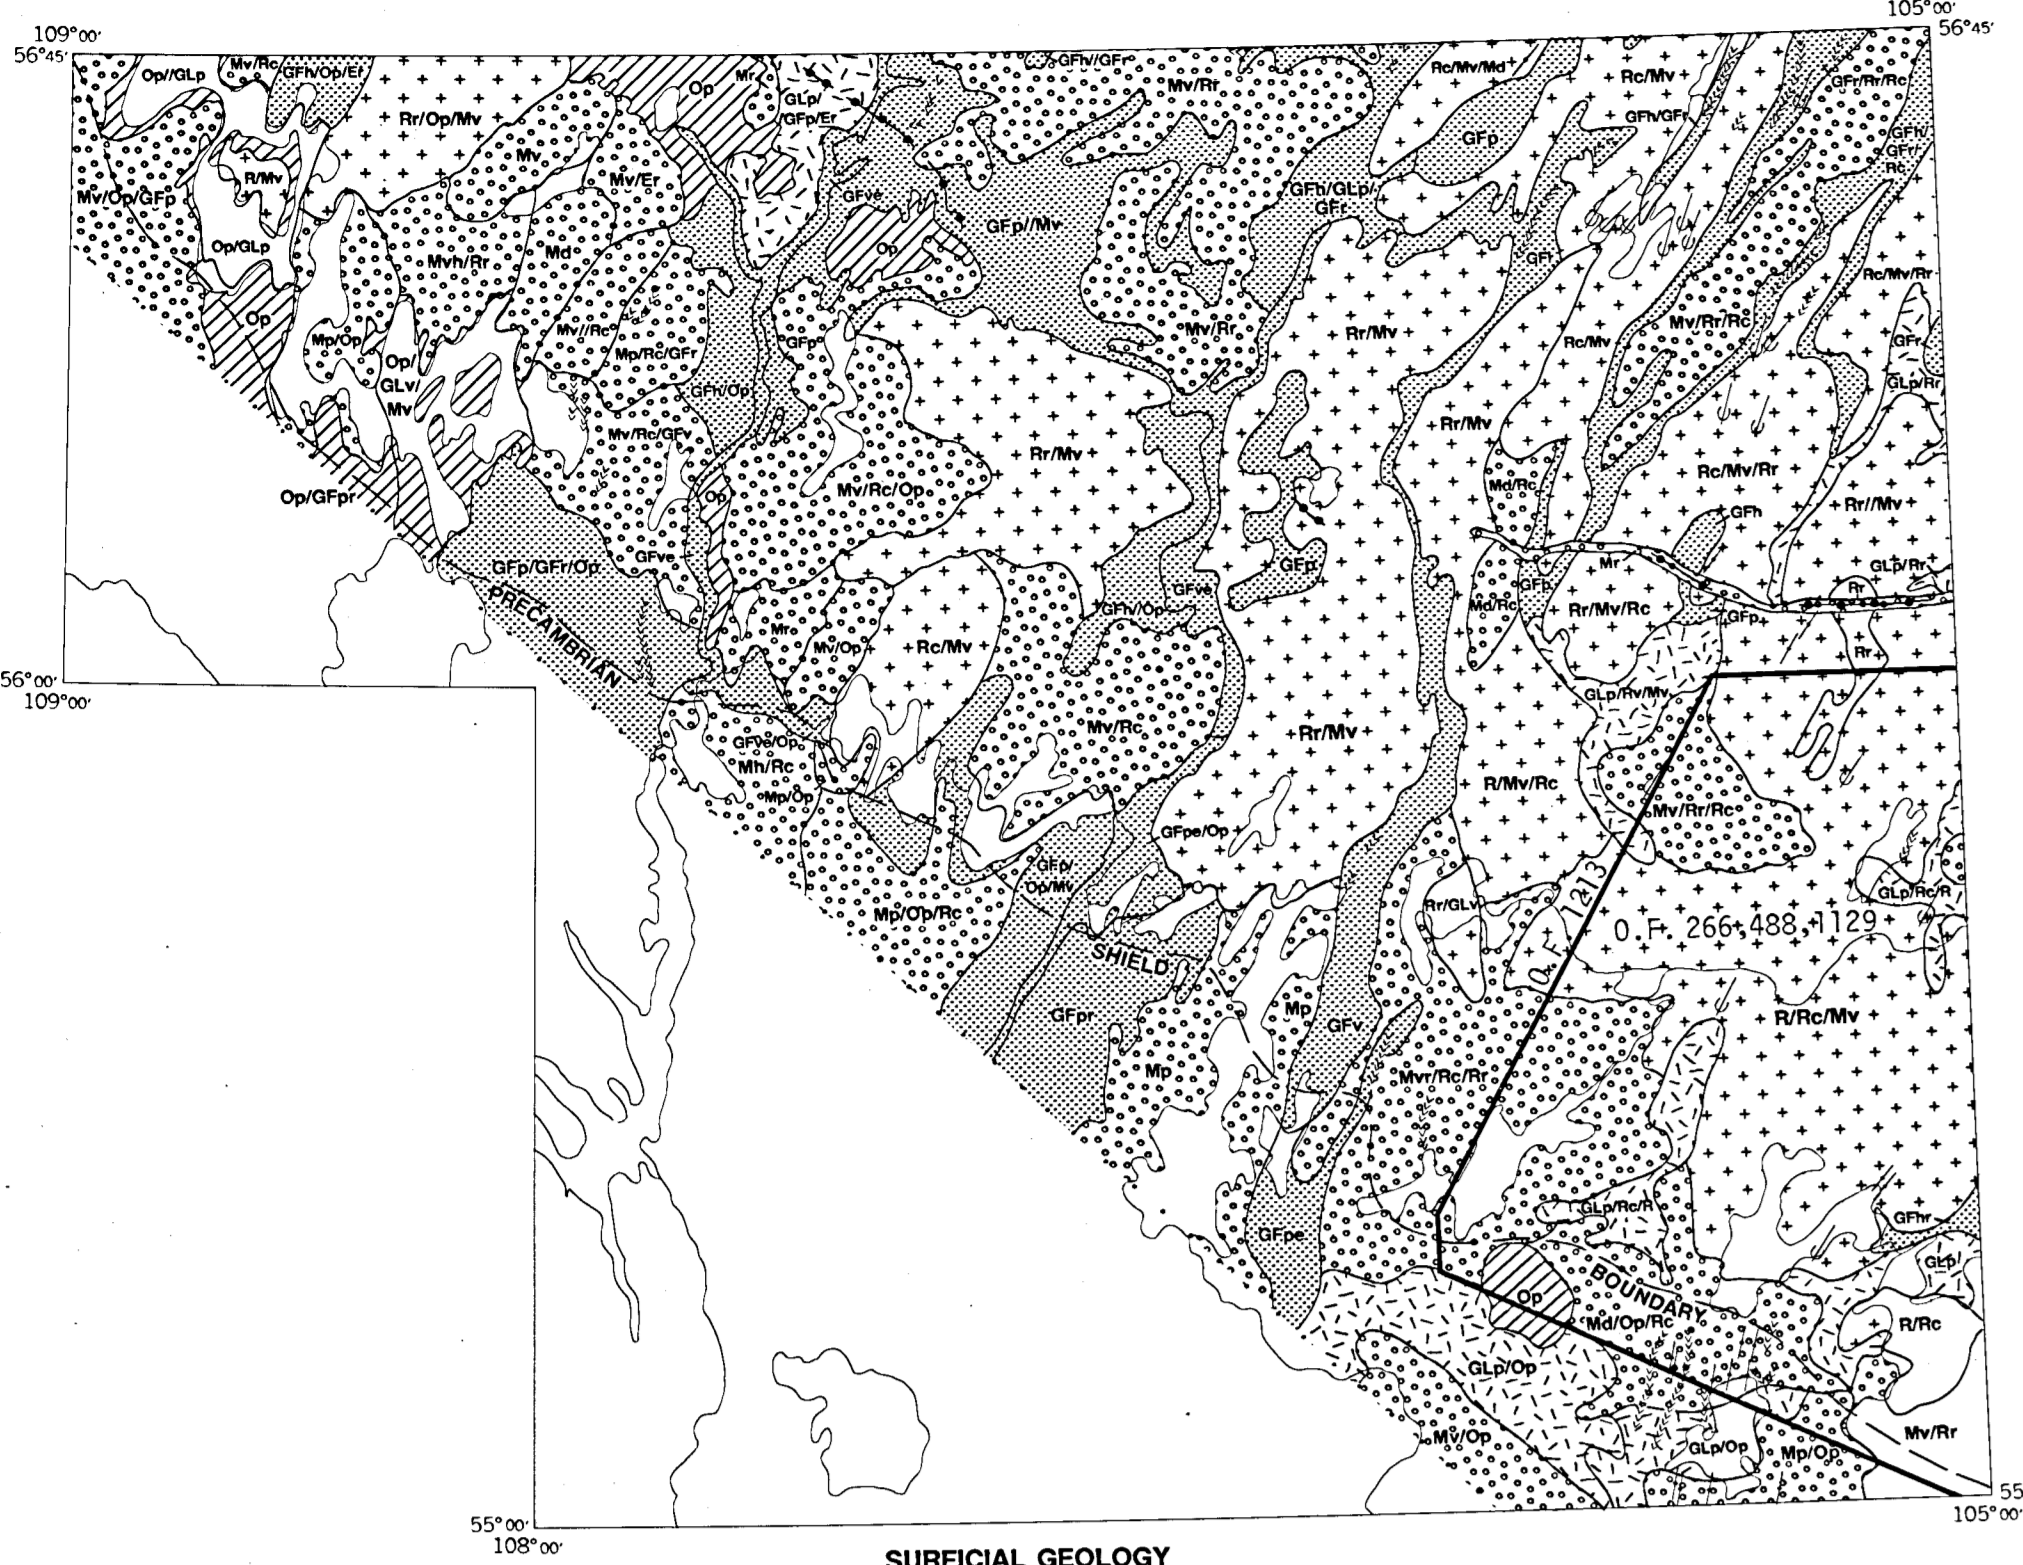 109°00′
105°00′
56°45′
56°45′
Op//GLp
Mv/Rc
GFh/Op/Er
Rr/Op/Mv
Op
Mr
GLp/
/GFp/Er
GFh//GFr
Mv/Rr
Rc/Mv/Md
Rc/Mv
GFr/Rr/Rc
GFh/GFr
GFp
GFh/
GFr/
Rc
R/Mv
Mv
Mv/Er
Mv/Op/GFp
GFve
GFh/GLp/
GFr
GFp//Mv
Op/GLp
Mvh/Rr
Md
Op
GFr
Rc/Mv/Rr
Op
Mp/Op
Mv//Rc
Mp/Rc/GFr
GFp
Mv/Rr
Rr/Mv
Rc/Mv
Mv/Rr/Rc
GFr
Op/
GLv/
Mv
GFh/Op
GLp/Rr
Mv/Rc/GFv
Rr/Mv
Rr/Mv
Rc/Mv/Rr
Op/GFpr
Op
Mv/Rc/Op
Md/Rc
GFh
Rr//Mv
GFp/GFr/Op
GFve
GFp
Mr
GLp/Rr
PRECAMBRIAN
GFve
GFh//Op
Md/Rc
GFp
Rr/Mv/Rc
GFp
Rr
Mr
Mv/Op
Rc/Mv
Rr
56°00′
109°00′
GLp/Rv/Mv
GFve/Op
Mh/Rc
Mp/Op
Mv/Rc
Rr/Mv
R/Mv/Rc
Mv/Rr/Rc
GFpe/Op
GFp/
Op/Mv
Mp/Op/Rc
Rr/GLv
GLp/Rc/R
O.F. 1213
O.F. 266,488,1129
SHIELD
GFpr
Mp
GFv
R/Rc/Mv
Mp
Mvr/Rc/Rr
GLp/Rc/R
GFhr
GFpe
GLp
BOUNDARY
Op
Md/Op/Rc
R/Rc
GLp/Op
Mv/Op
GLp/Op
Mp/Op
Mv/Rr
55
105°00′
55°00′
108°00′
SURFICIAL GEOLOGY